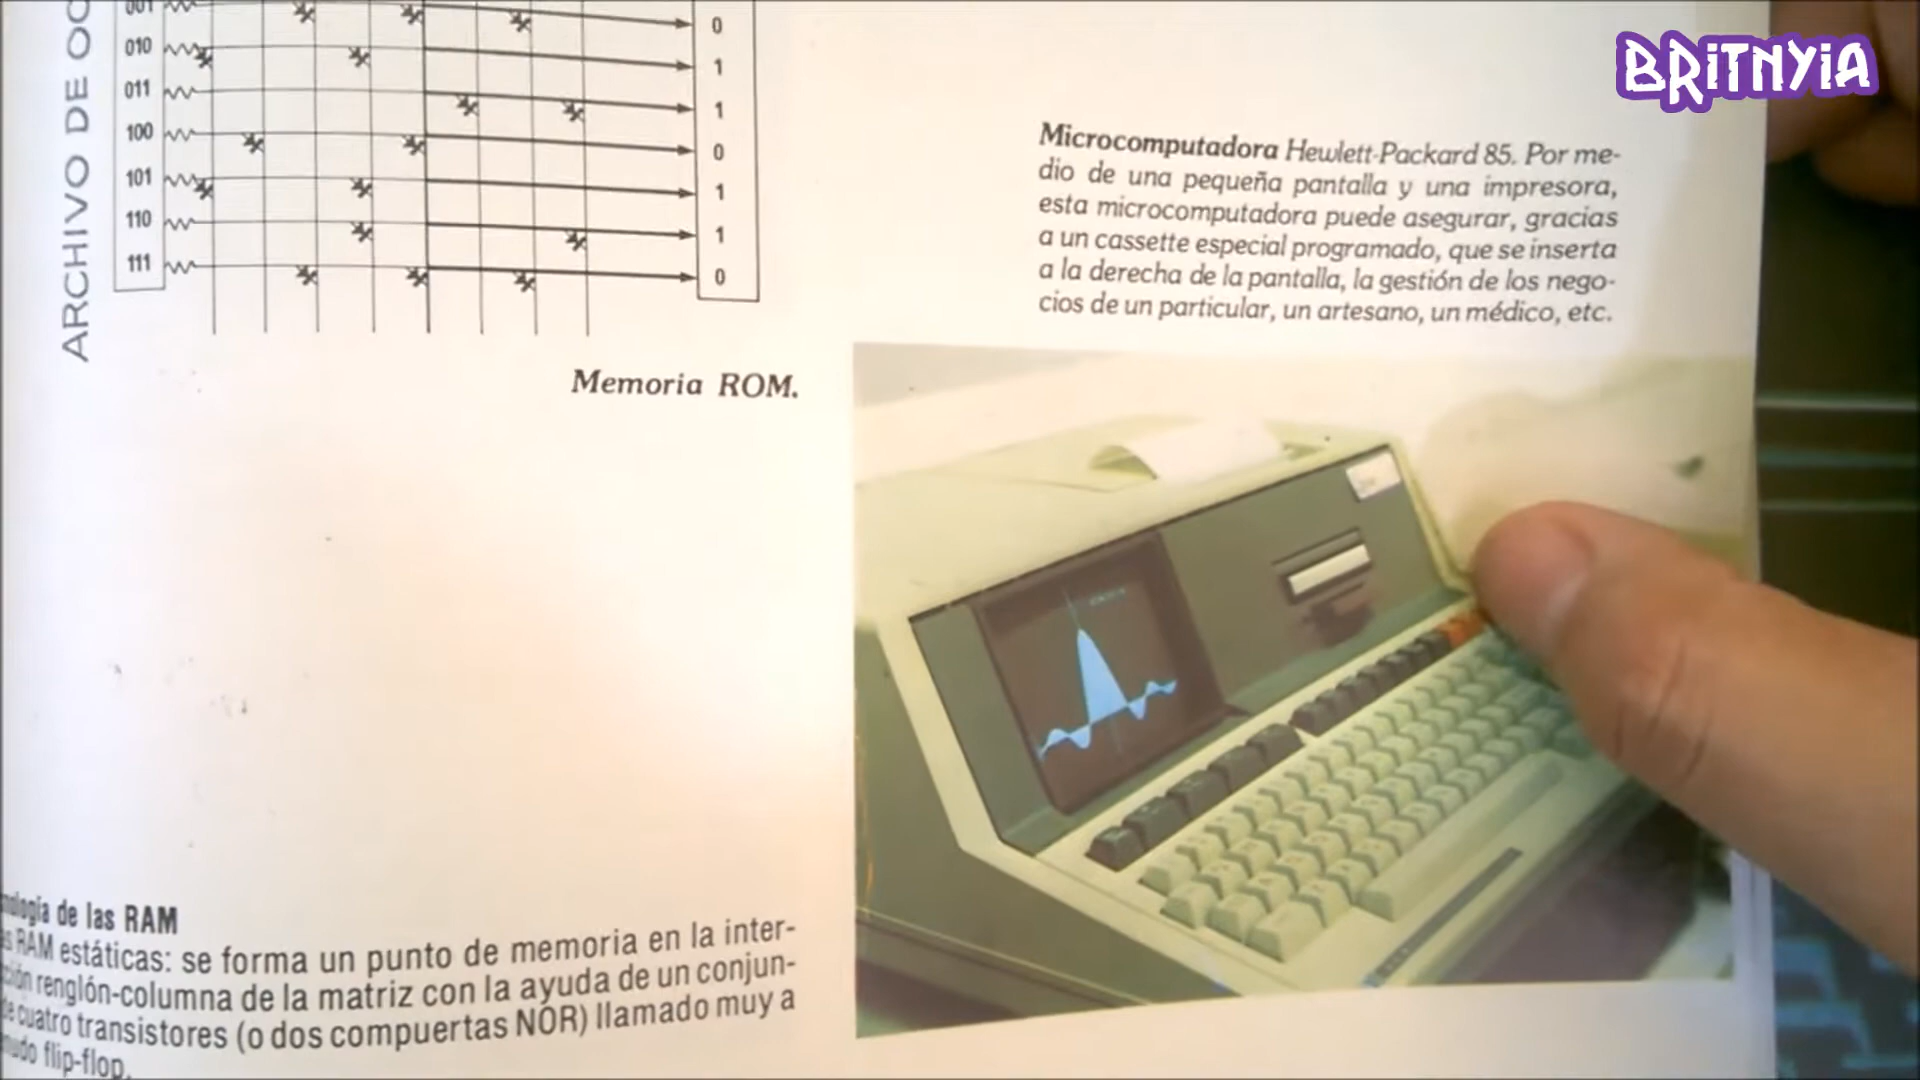 BRITNYIA
ARCHIVO DE OC
001 0
010 1
011 1
100 0
101 1
110 1
111 0
Memoria ROM.
Microcomputadora Hewlett-Packard 85. Por me-
dio de una pequeña pantalla y una impresora,
esta microcomputadora puede asegurar, gracias
a un cassette especial programado, que se inserta
a la derecha de la pantalla, la gestión de los nego-
cios de un particular, un artesano, un médico, etc.
de las RAM
RAM estáticas: se forma un punto de memoria en la inter-
renglón-columna de la matriz con la ayuda de un conjun-
cuatro transistores (o dos compuertas NOR) llamado muy a
flip-flop.